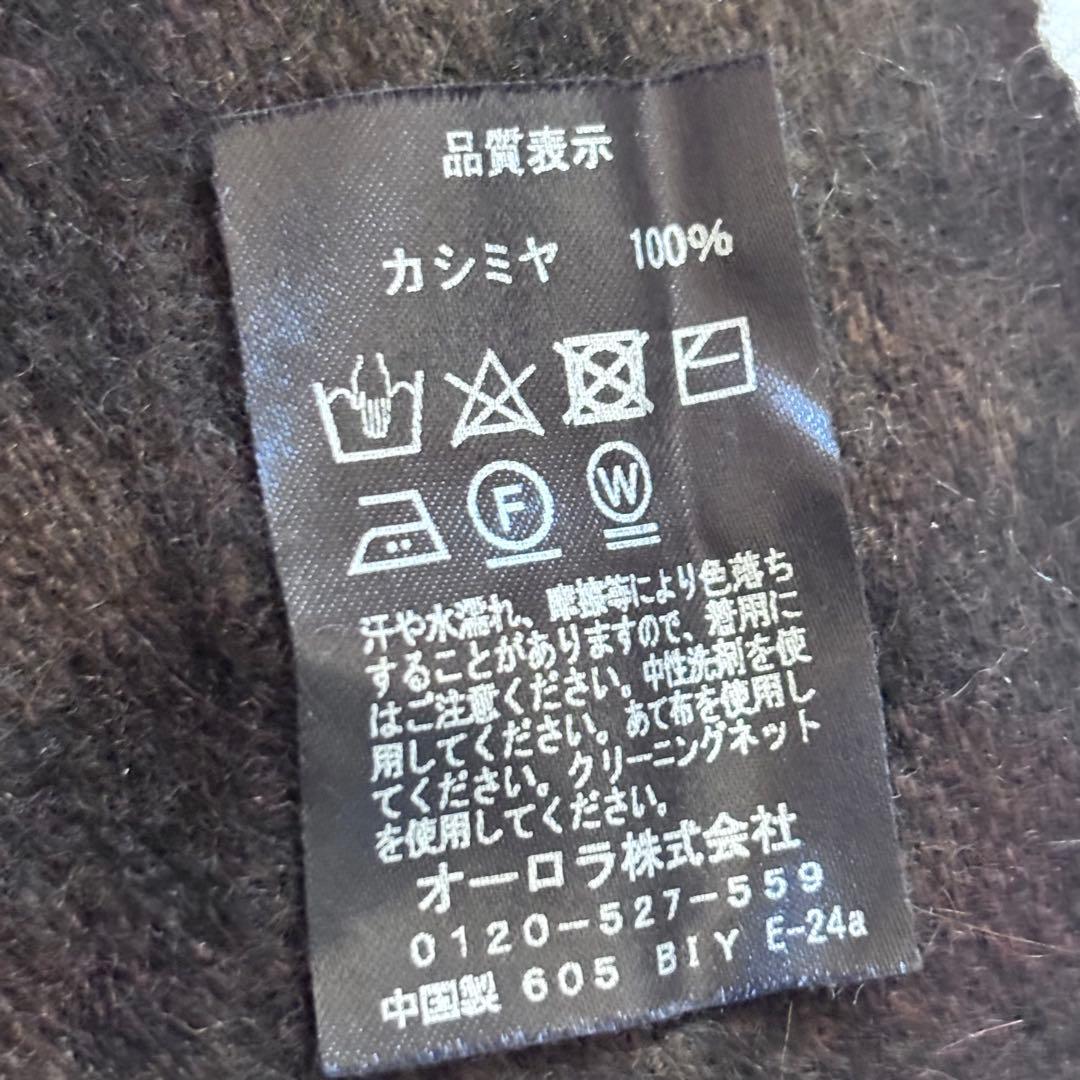 品質表示
カシミヤ 100%
F W
汗や水濡れ、摩擦等により色落ち
することがありますので、着用に
はご注意ください。中性洗剤を使
用してください。あて布を使用し
てください。クリーニングネット
を使用してください。
オーロラ株式会社
0120-527-559
中国製 605 BIY E-24a